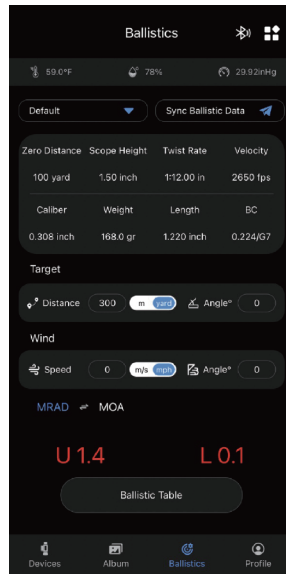 Ballistics
59.0°F 78% 29.92inHg
Default Sync Ballistic Data
Zero Distance Scope Height Twist Rate Velocity
100 yard 1.50 inch 1:12.00 in 2650 fps
Caliber Weight Length BC
0.308 inch 168.0 gr 1.220 inch 0.224/G7
Target
Distance 300 m yard Angle° 0
Wind
Speed 0 m/s mph Angle° 0
MRAD ⇌ MOA
U 1.4 L 0.1
Ballistic Table
Devices Album Ballistics Profile